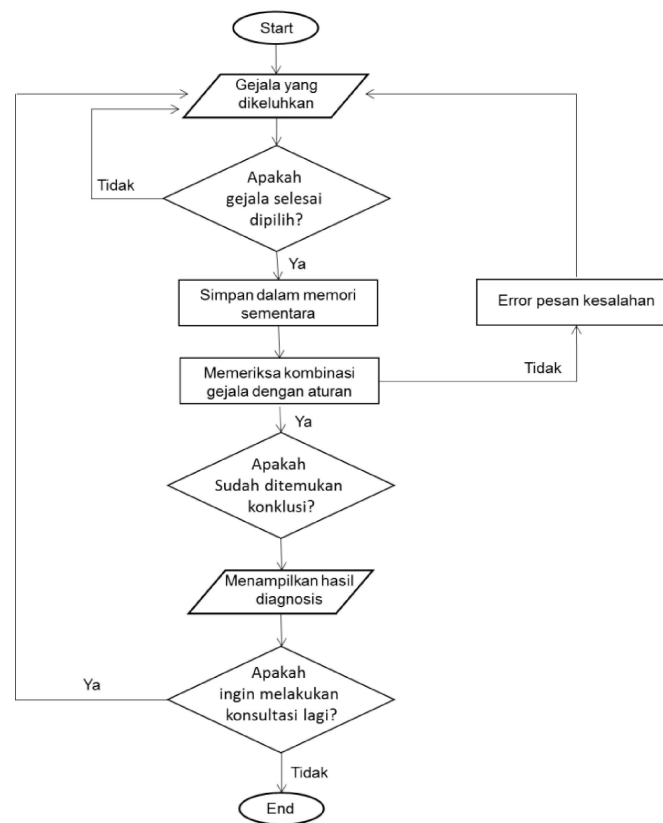 Start
Gejala yang
dikeluhkan
Tidak
Apakah
gejala selesai
dipilih?
Ya
Simpan dalam memori
sementara
Error pesan kesalahan
Memeriksa kombinasi
gejala dengan aturan
Tidak
Ya
Apakah
Sudah ditemukan
konklusi?
Menampilkan hasil
diagnosis
Ya
Apakah
ingin melakukan
konsultasi lagi?
Tidak
End